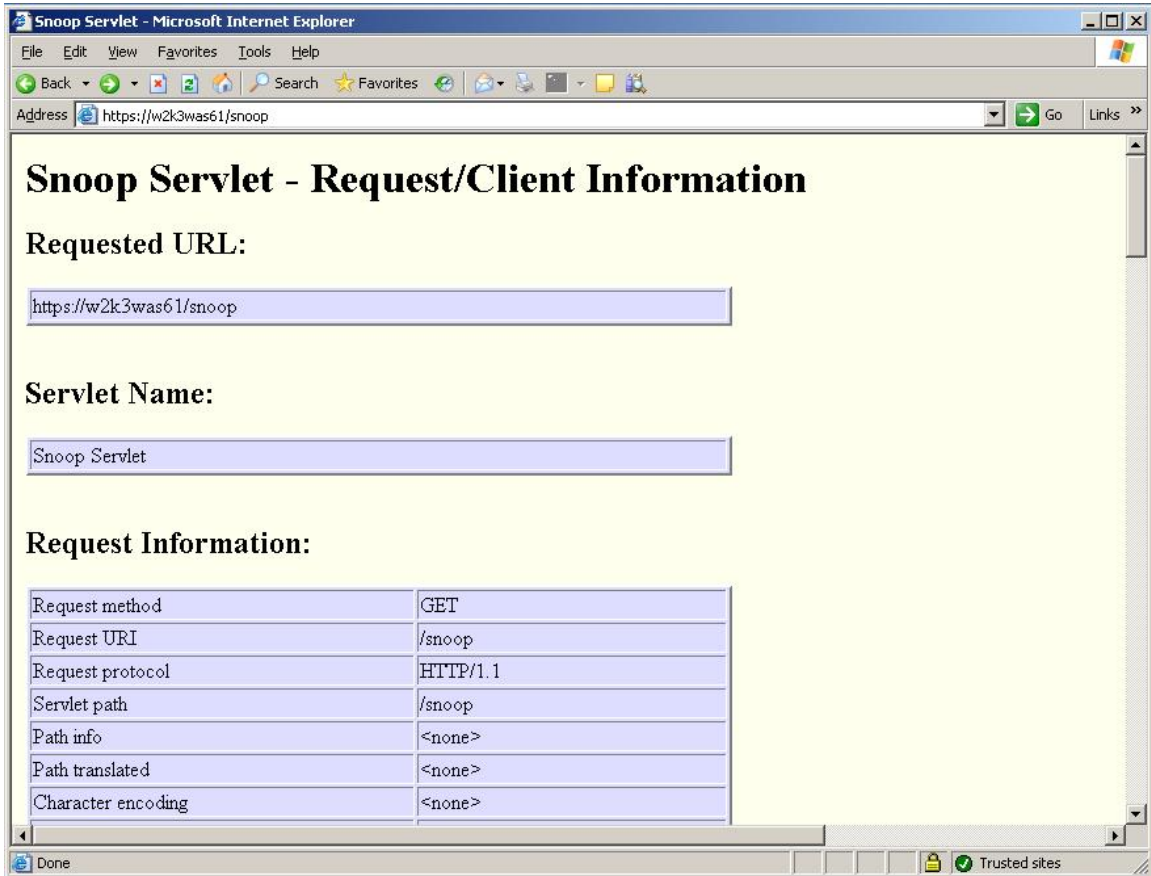 Snoop Servlet - Microsoft Internet Explorer
File Edit View Favorites Tools Help
Back Search Favorites
Address https://w2k3was61/snoop Go Links »
Snoop Servlet - Request/Client Information
Requested URL:
https://w2k3was61/snoop
Servlet Name:
Snoop Servlet
Request Information:
Request method GET
Request URI /snoop
Request protocol HTTP/1.1
Servlet path /snoop
Path info <none>
Path translated <none>
Character encoding <none>
Done Trusted sites